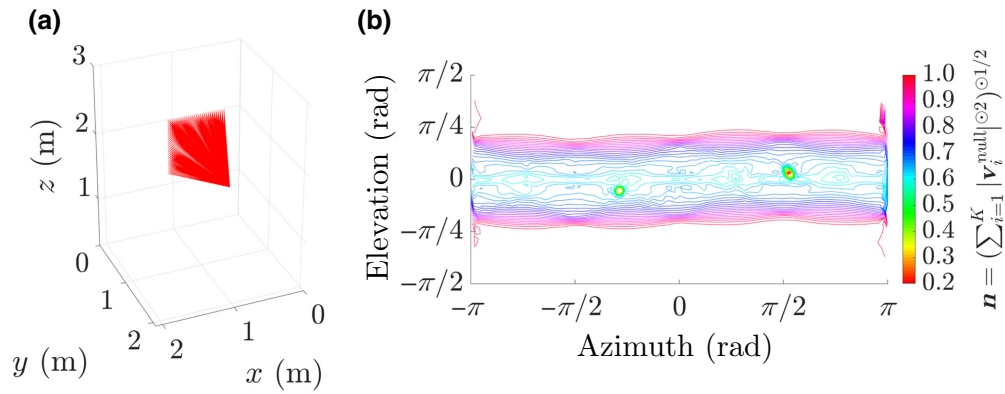 (a)
3
2
1
0
z (m)
0
1
2
y (m)
2
1
0
x (m)
(b)
π/2
π/4
0
−π/4
−π/2
Elevation (rad)
−π
−π/2
0
π/2
π
Azimuth (rad)
1.0
0.9
0.8
0.7
0.6
0.5
0.4
0.3
0.2
n = (∑_{i=1}^{K} |v_i^{null}|^{⊙2})^{⊙1/2}